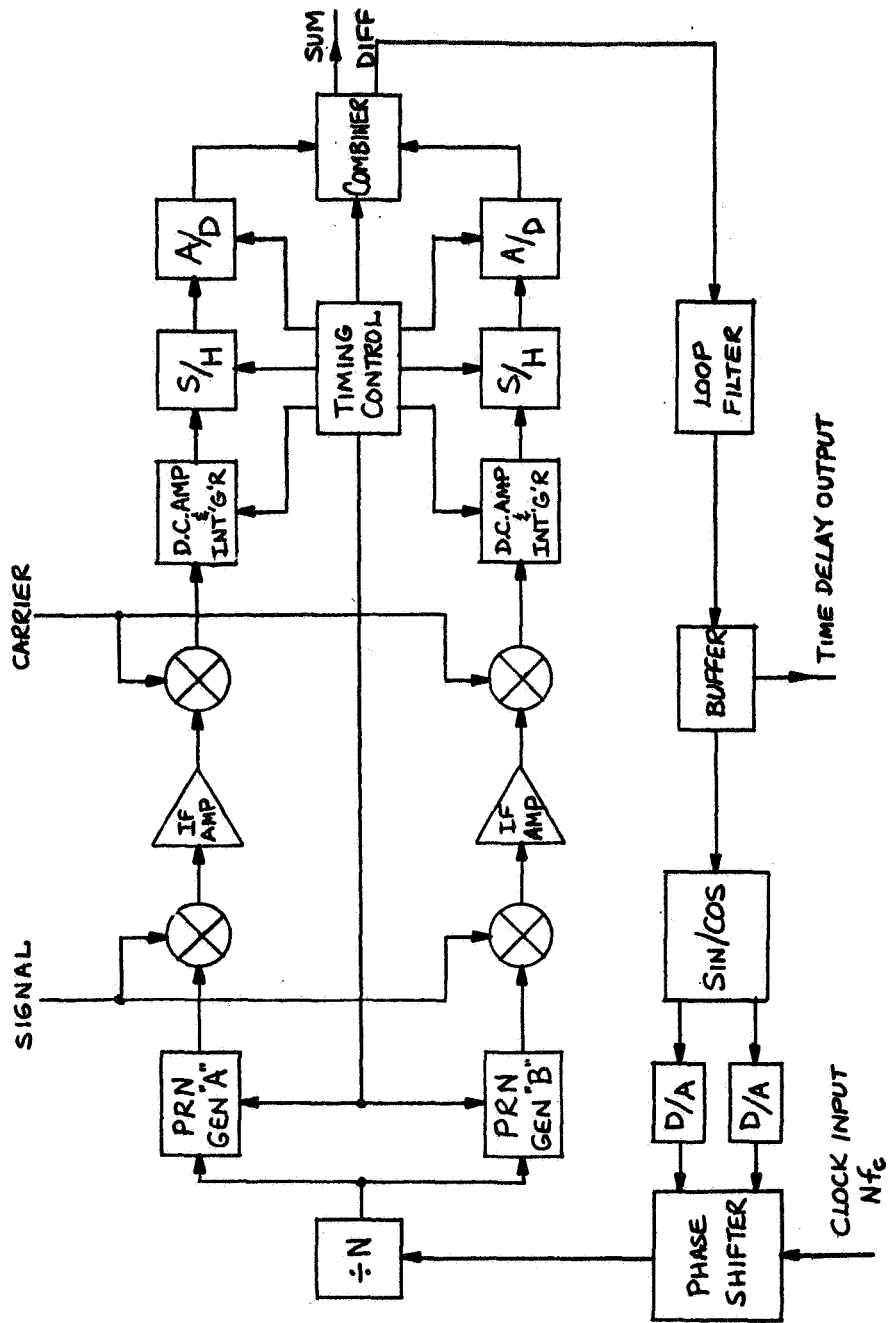 SIGNAL
CARRIER
SUM
DIFF
PRN
GEN "A"
IF
AMP
D.C. AMP
&
INT'G'R
S/H
A/D
÷N
TIMING
CONTROL
COMBINER
PRN
GEN "B"
IF
AMP
D.C. AMP
&
INT'G'R
S/H
A/D
PHASE
SHIFTER
D/A
D/A
SIN/COS
BUFFER
LOOP
FILTER
CLOCK INPUT
Nfc
TIME DELAY OUTPUT